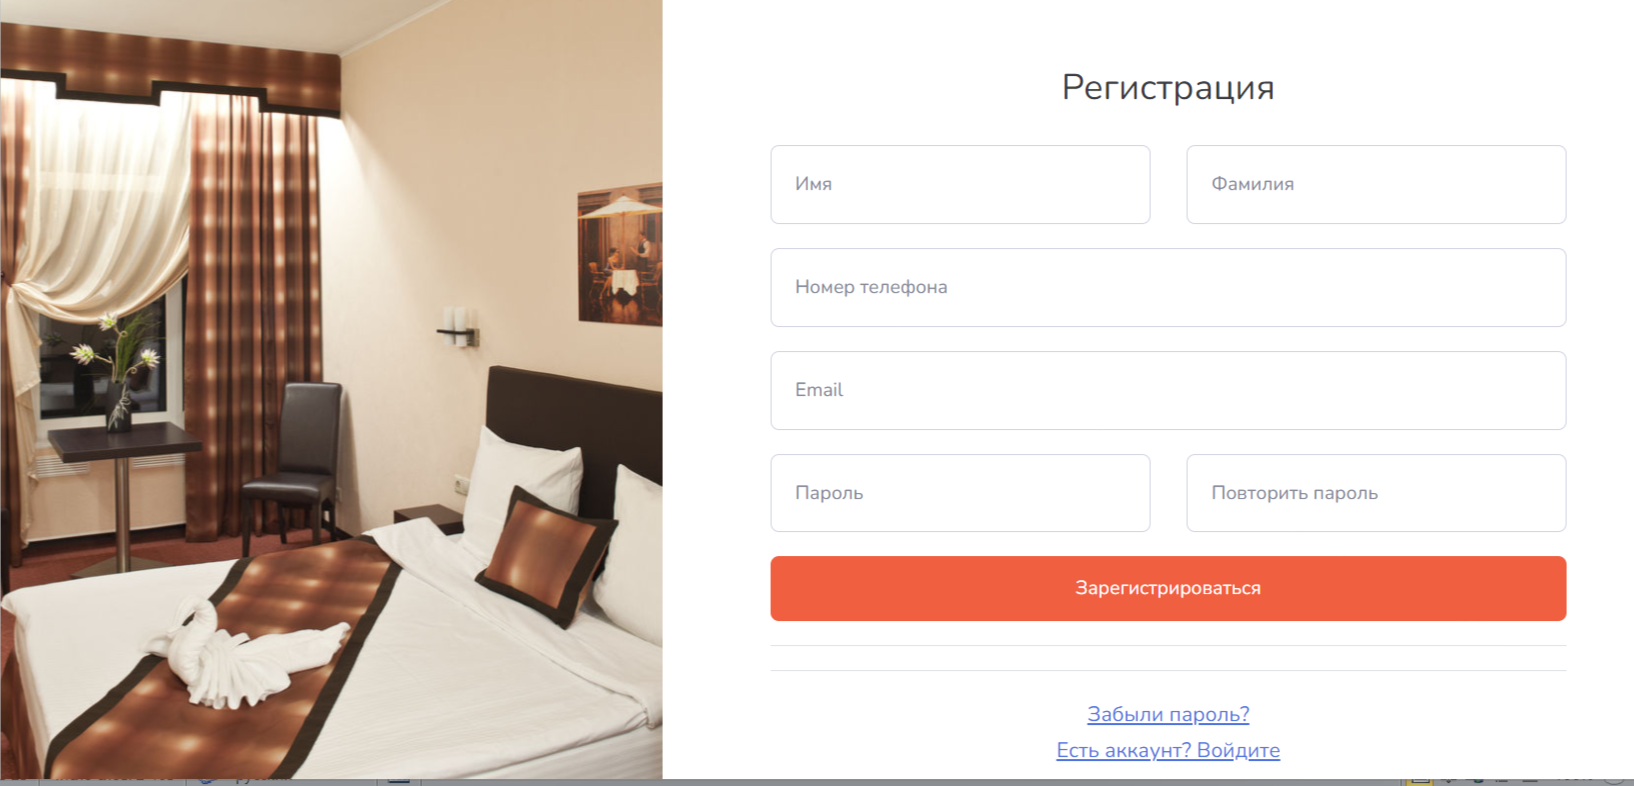 Регистрация
Имя
Фамилия
Номер телефона
Email
Пароль
Повторить пароль
Зарегистрироваться
Забыли пароль?
Есть аккаунт? Войдите